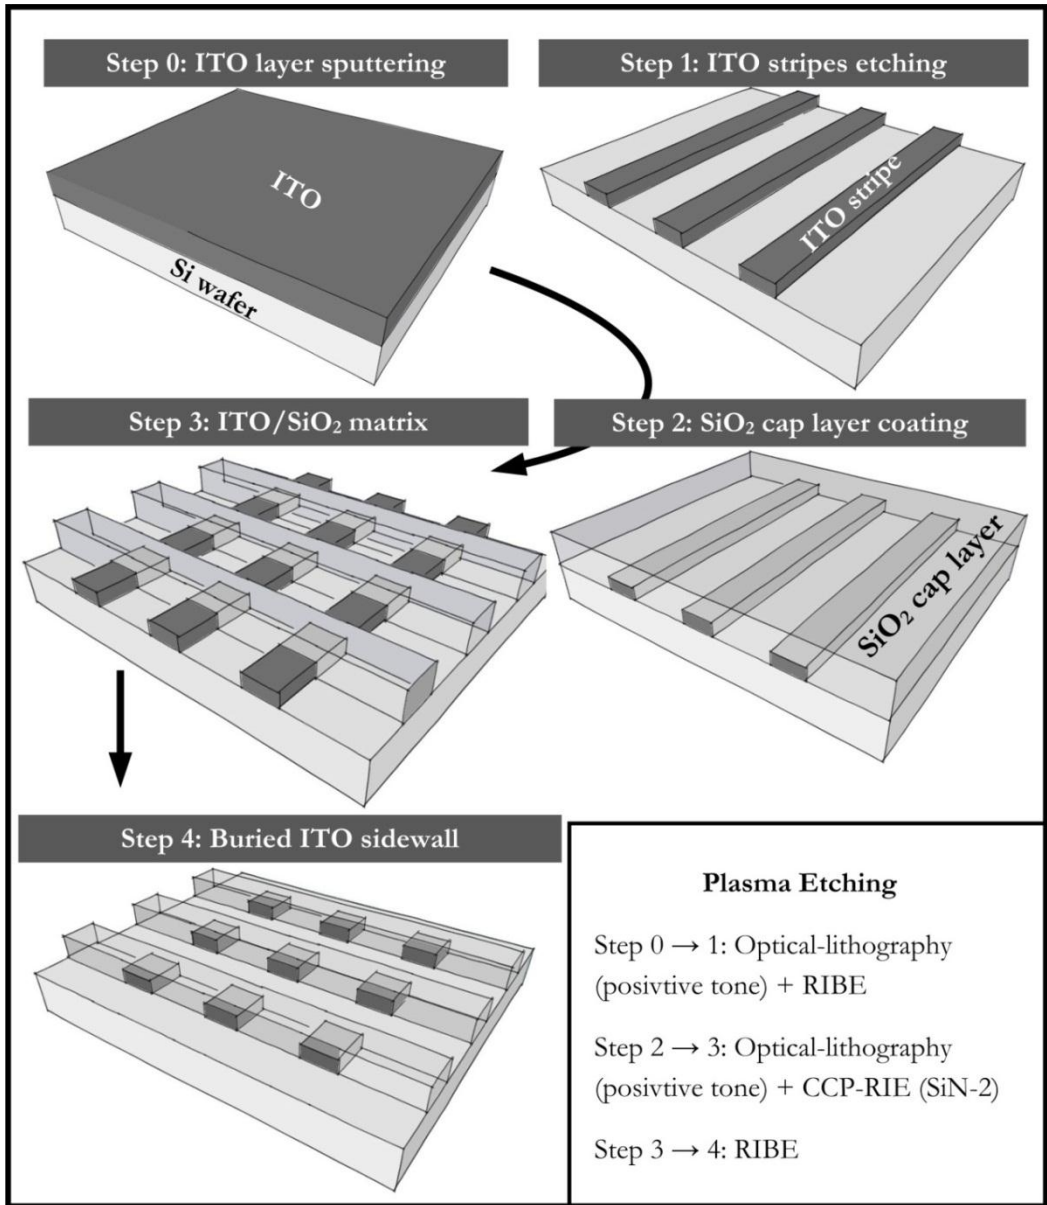 Step 0: ITO layer sputtering
ITO
Si wafer
Step 1: ITO stripes etching
ITO stripe
Step 3: ITO/SiO₂ matrix
Step 2: SiO₂ cap layer coating
SiO₂ cap layer
Step 4: Buried ITO sidewall
Plasma Etching
Step 0 → 1: Optical-lithography
(posivtive tone) + RIBE
Step 2 → 3: Optical-lithography
(posivtive tone) + CCP-RIE (SiN-2)
Step 3 → 4: RIBE